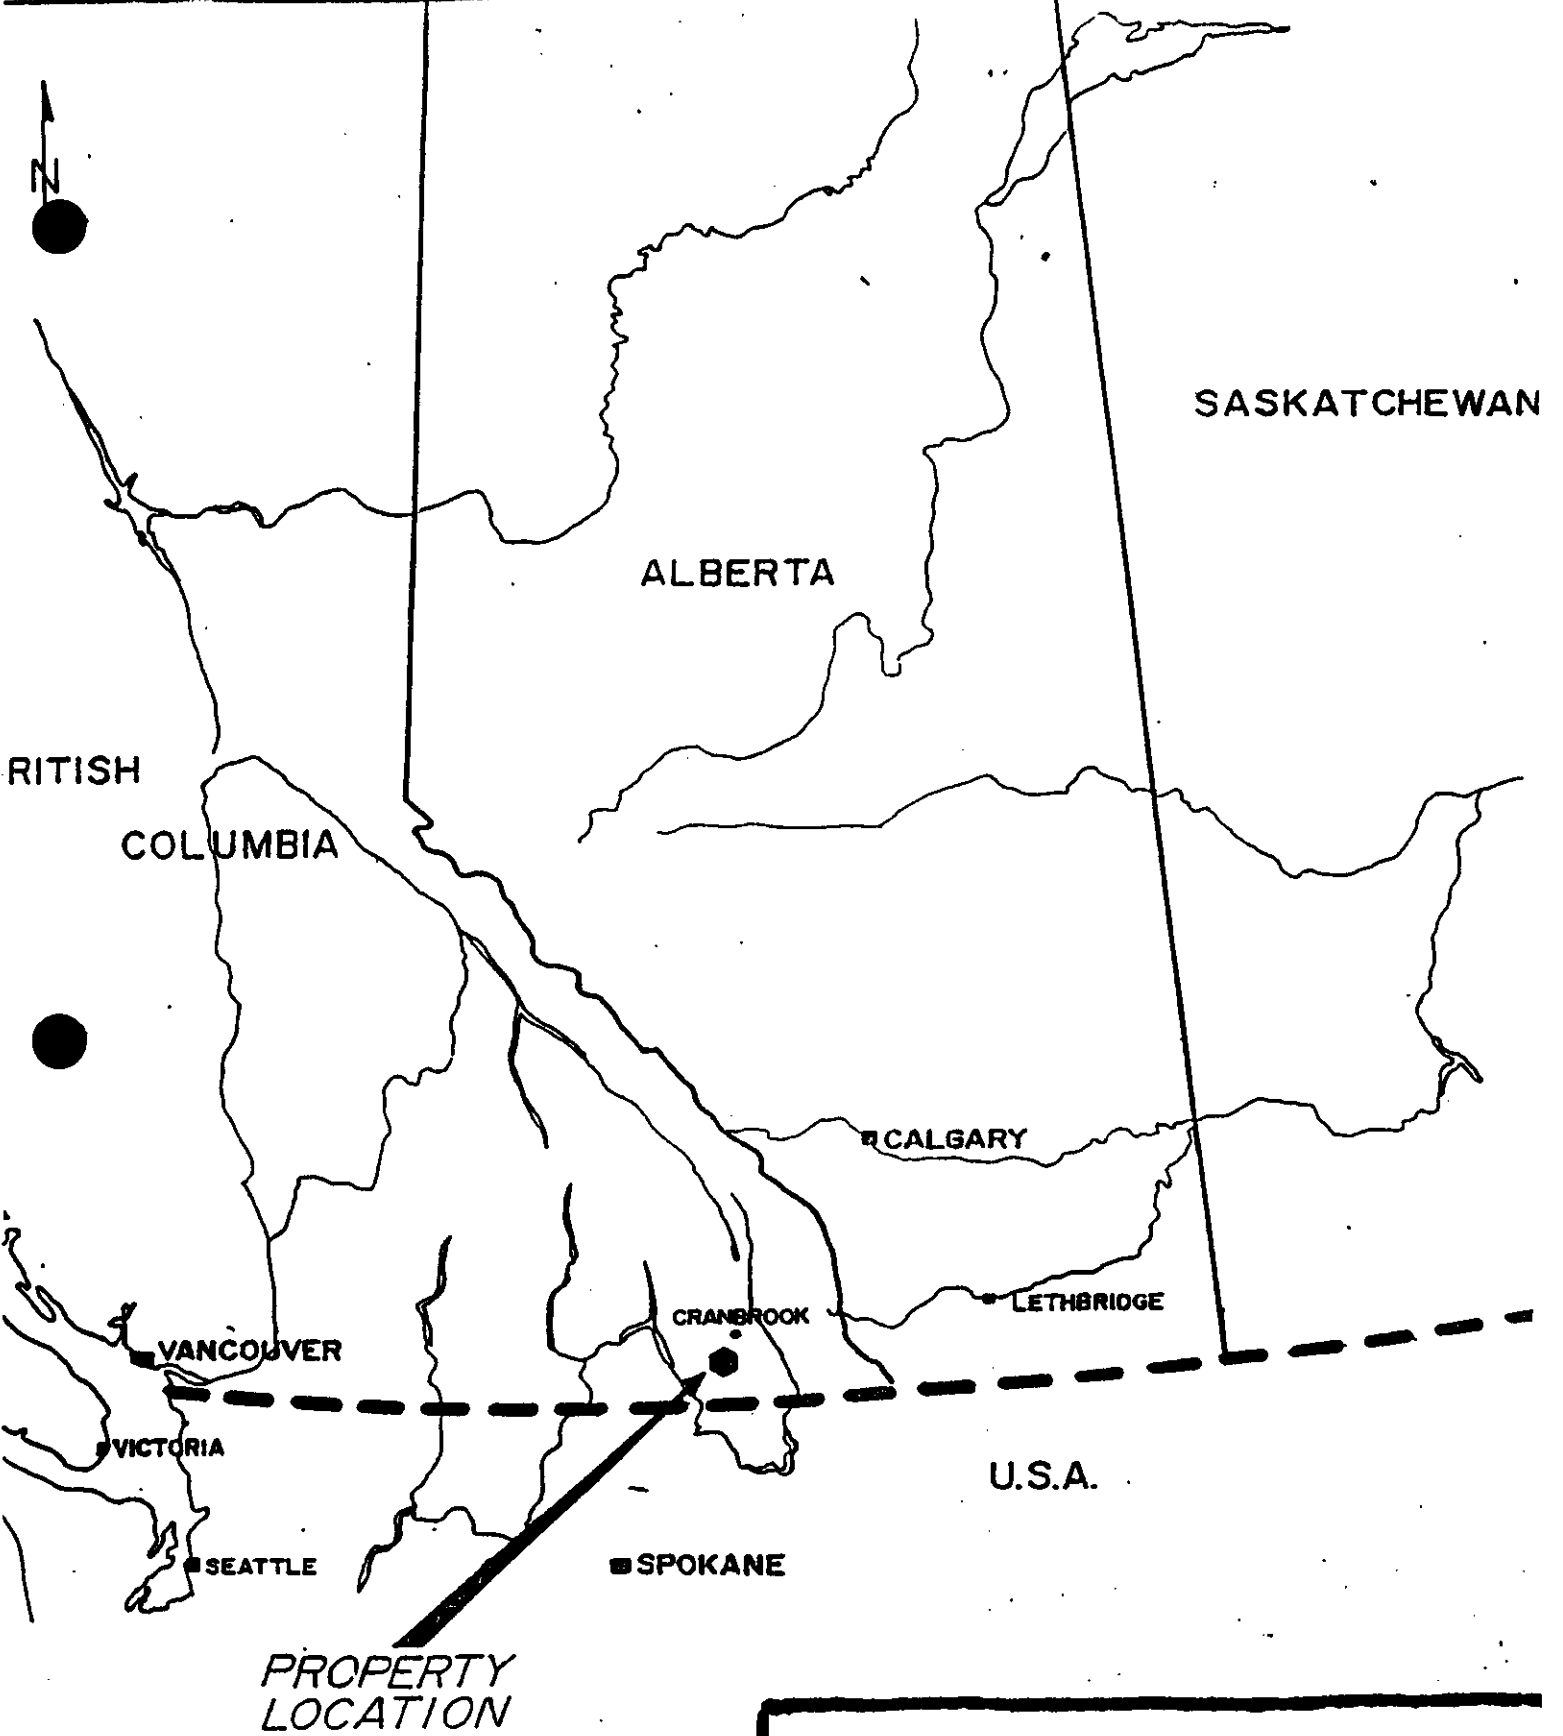 N
SASKATCHEWAN
ALBERTA
RITISH
COLUMBIA
CALGARY
LETHBRIDGE
CRANBROOK
VANCOUVER
VICTORIA
U.S.A.
SEATTLE
SPOKANE
PROPERTY
LOCATION